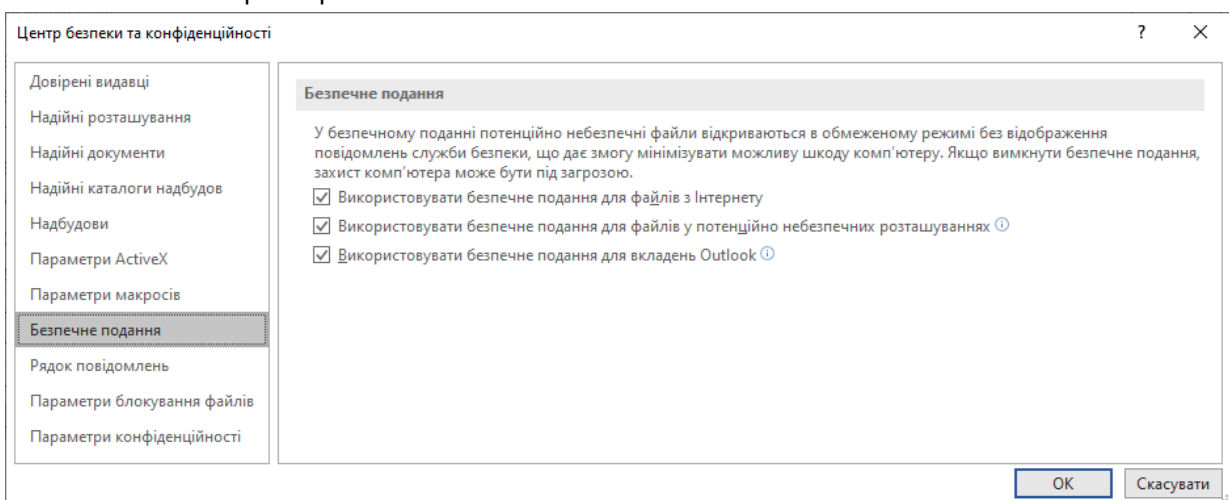 Центр безпеки та конфіденційності
?
Довірені видавці
Надійні розташування
Надійні документи
Надійні каталоги надбудов
Надбудови
Параметри ActiveX
Параметри макросів
Безпечне подання
Рядок повідомлень
Параметри блокування файлів
Параметри конфіденційності
Безпечне подання
У безпечному поданні потенційно небезпечні файли відкриваються в обмеженому режимі без відображення
повідомлень служби безпеки, що дає змогу мінімізувати можливу шкоду комп’ютеру. Якщо вимкнути безпечне подання,
захист комп’ютера може бути під загрозою.
Використовувати безпечне подання для файлів з Інтернету
Використовувати безпечне подання для файлів у потенційно небезпечних розташуваннях
Використовувати безпечне подання для вкладень Outlook
OK
Скасувати